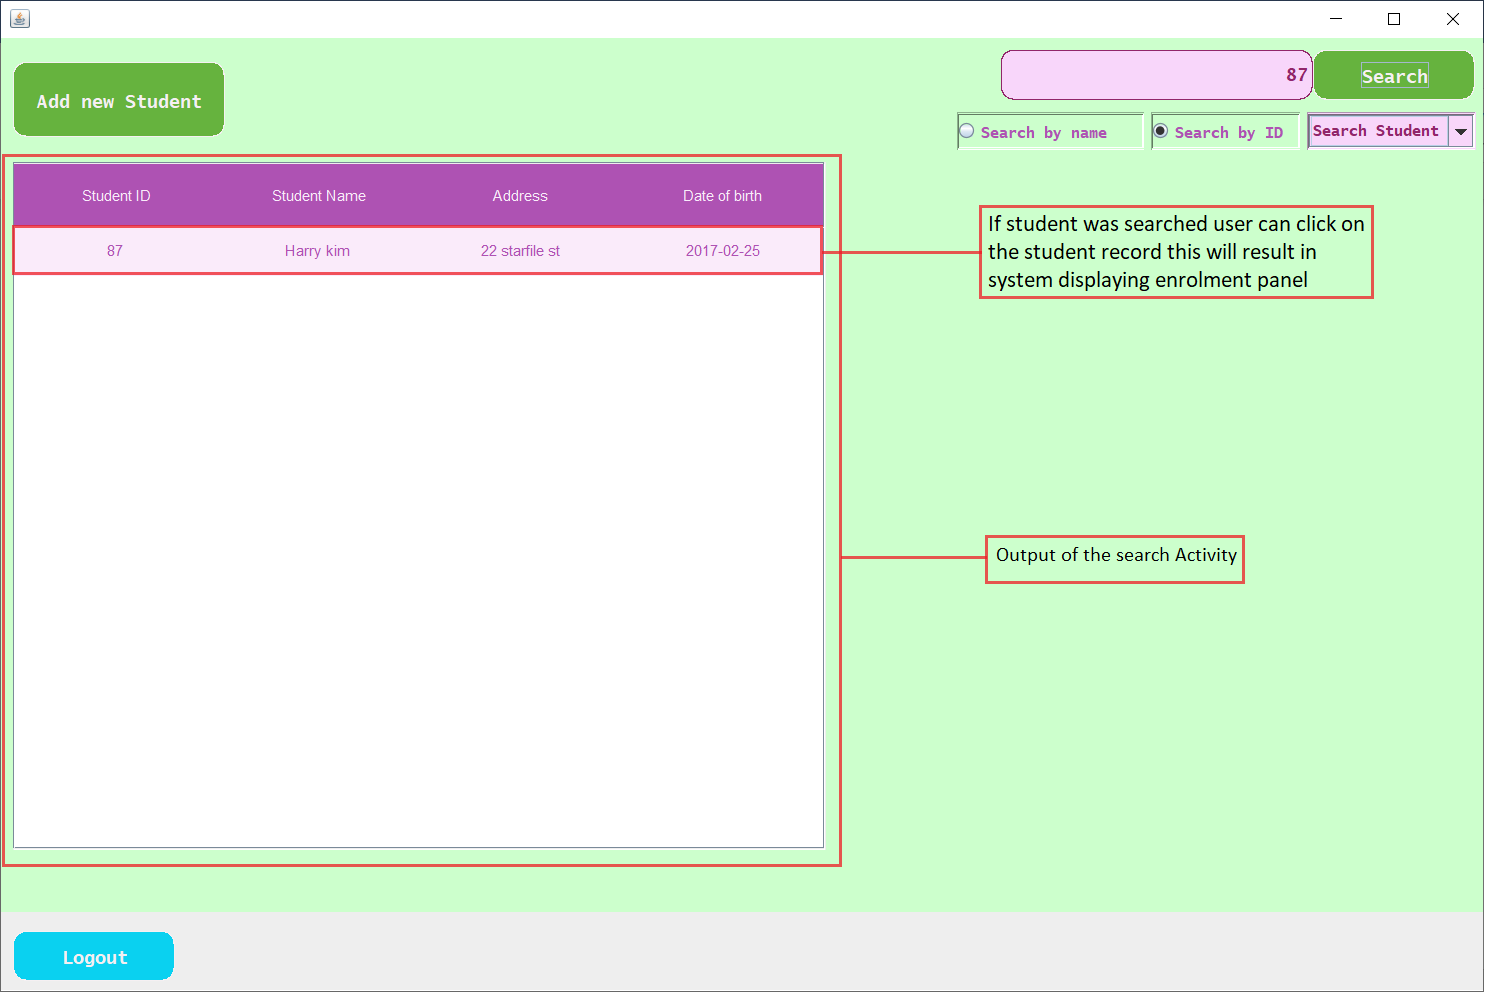 87
Search
Add new Student
Search by name
Search by ID
Search Student
Student ID Student Name Address Date of birth
87 Harry kim 22 starfile st 2017-02-25
If student was searched user can click on
the student record this will result in
system displaying enrolment panel
Output of the search Activity
Logout